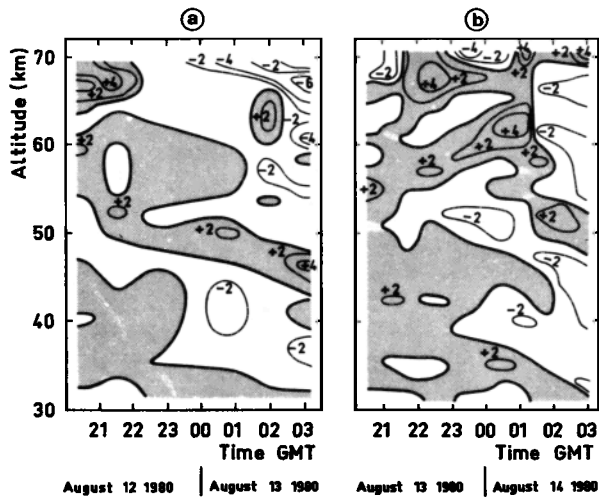 a b
Altitude (km)
70
60
50
40
30
+2 +4 -2 -4 -2 -6
+2 +2 -2 -4
-2
+2
+2 +2 +4
-2
-2
-2 -4 +4 +2 +4
+4 +2 +2 -2
+4 -2
+2 +2
+2 +2
-2 +2
-2
+2 -2
+2
21 22 23 00 01 02 03
21 22 23 00 01 02 03
Time GMT
Time GMT
August 12 1980 | August 13 1980
August 13 1980 | August 14 1980